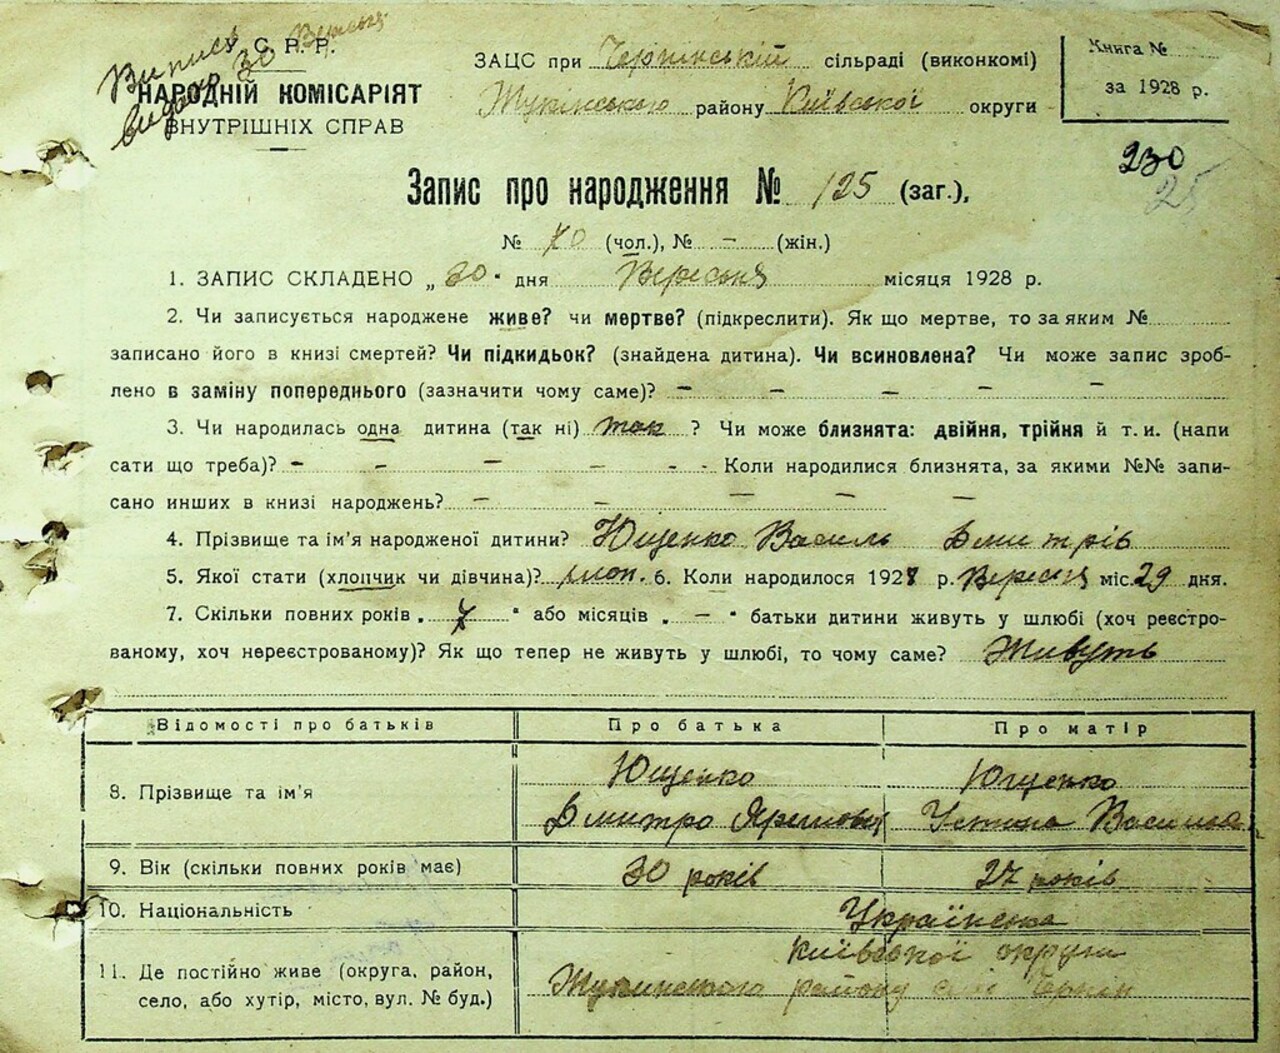 Випись
видано 30 Вересня
У. С. Р. Р.
НАРОДНІЙ КОМІСАРІЯТ
ВНУТРІШНІХ СПРАВ
ЗАЦС при Чернінській сільраді (виконкомі)
Жукінського району Київської округи
Книга №
за 1928 р.
230
25
Запис про народження № 125 (заг.),
№ 70 (чол.), № - (жін.)
1. ЗАПИС СКЛАДЕНО „ 30 " дня Вересня місяця 1928 р.
2. Чи записується народжене живе? чи мертве? (підкреслити). Як що мертве, то за яким №
записано його в книзі смертей? Чи підкидьок? (знайдена дитина). Чи всиновлена? Чи може запис зроб-
лено в заміну попереднього (зазначити чому саме)? - - - - -
3. Чи народилась одна дитина (так ні) так ? Чи може близнята: двійня, трійня й т. и. (напи
сати що треба)? - - - - - - Коли народилися близнята, за якими №№ запи-
сано инших в книзі народжень? - - - - -
4. Прізвище та ім'я народженої дитини? Ющенко Василь Дмитрів
5. Якої стати (хлопчик чи дівчина)? хлоп. 6. Коли народилося 1928 р. Вересня міс. 29 дня.
7. Скільки повних років „ 7 " або місяців „ - " батьки дитини живуть у шлюбі (хоч реєстро-
ваному, хоч нереєстрованому)? Як що тепер не живуть у шлюбі, то чому саме? Живуть
Відомості про батьків Про батька Про матір
8. Прізвище та ім'я Ющенко Ющенко
Дмитро Яремович Устина Василів
9. Вік (скільки повних років має) 30 років 27 років
10. Національність Українська
11. Де постійно живе (округа, район,
село, або хутір, місто, вул. № буд.)
Київської округи
Жукинского району село Чернін